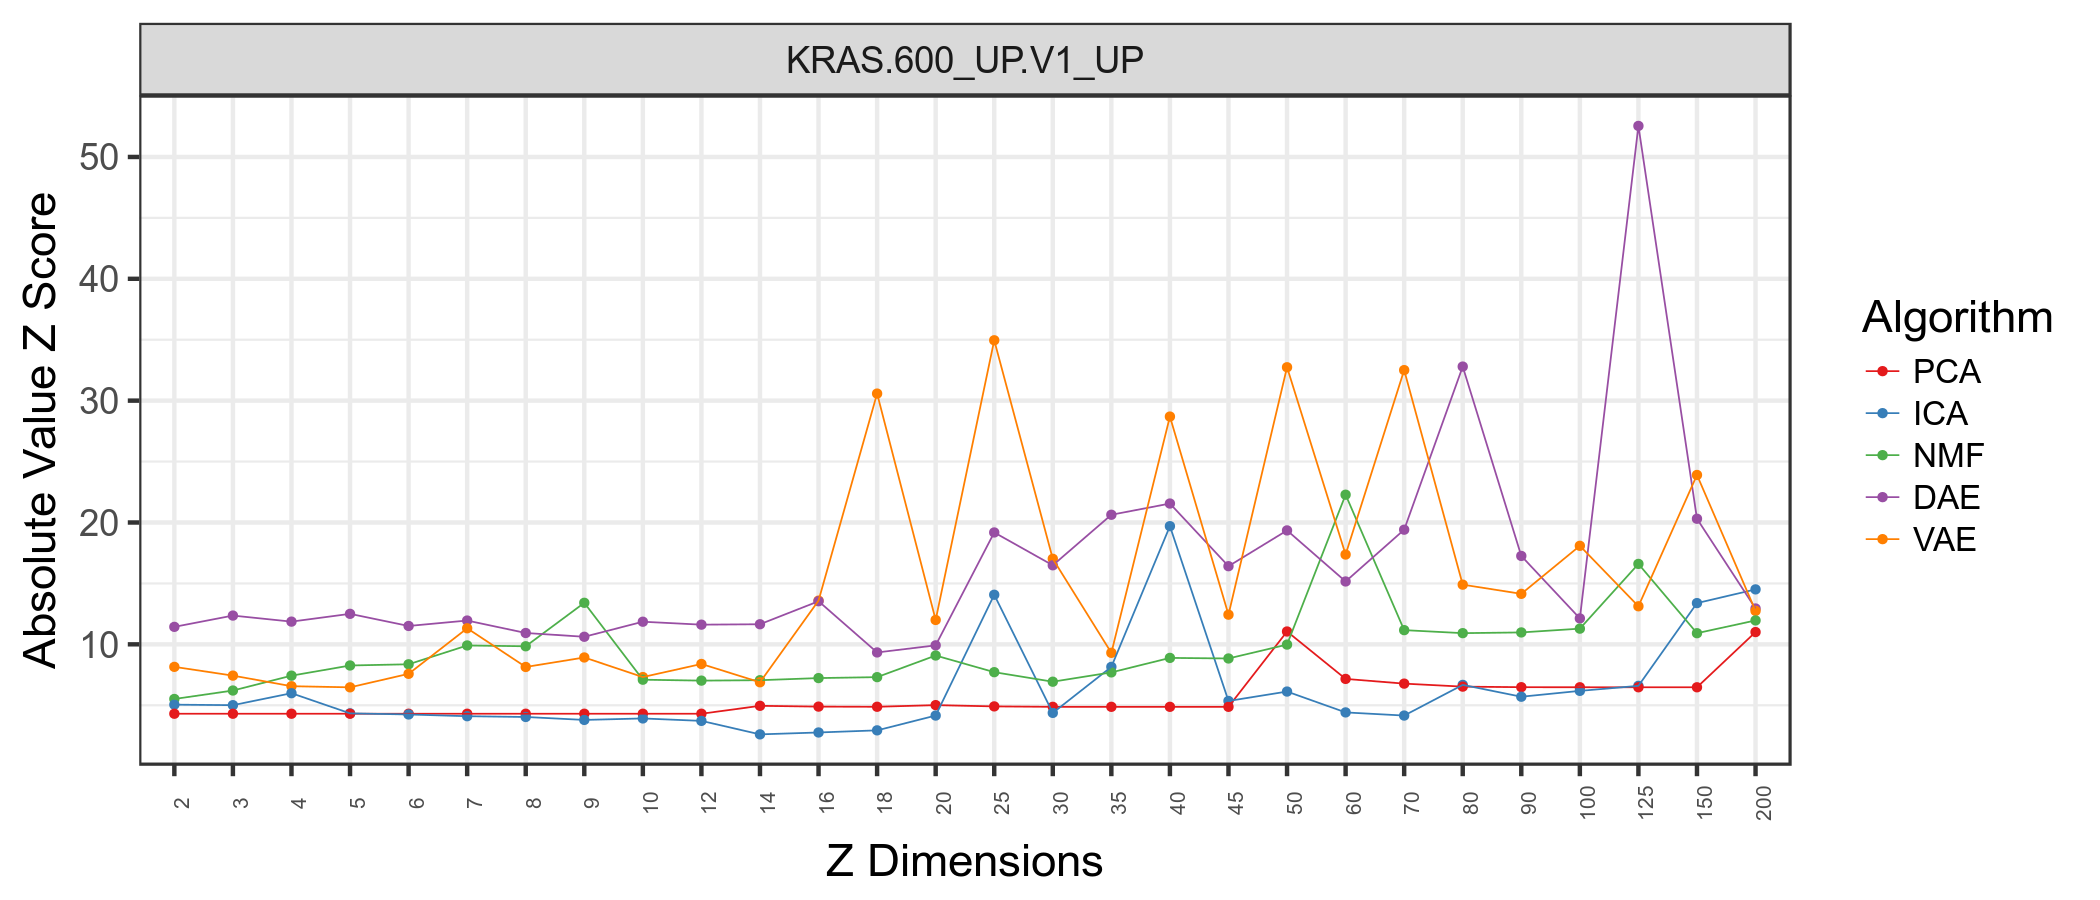 KRAS.600_UP.V1_UP
Absolute Value Z Score
50
40
30
20
10
2 3 4 5 6 7 8 9 10 12 14 16 18 20 25 30 35 40 45 50 60 70 80 90 100 125 150 200
Z Dimensions
Algorithm
PCA
ICA
NMF
DAE
VAE